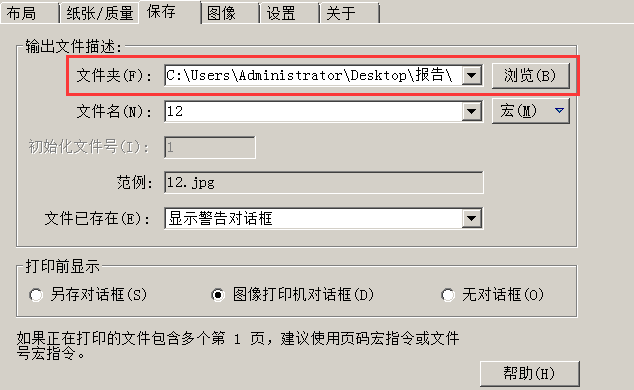 布局 纸张/质量 保存 图像 设置 关于
输出文件描述:
文件夹(F): C:\Users\Administrator\Desktop\报告\ 浏览(B)
文件名(N): 12 宏(M)
初始化文件号(I): 1
范例: 12.jpg
文件已存在(E): 显示警告对话框
打印前显示
另存对话框(S) 图像打印机对话框(D) 无对话框(O)
如果正在打印的文件包含多个第 1 页，建议使用页码宏指令或文件
号宏指令。
帮助(H)